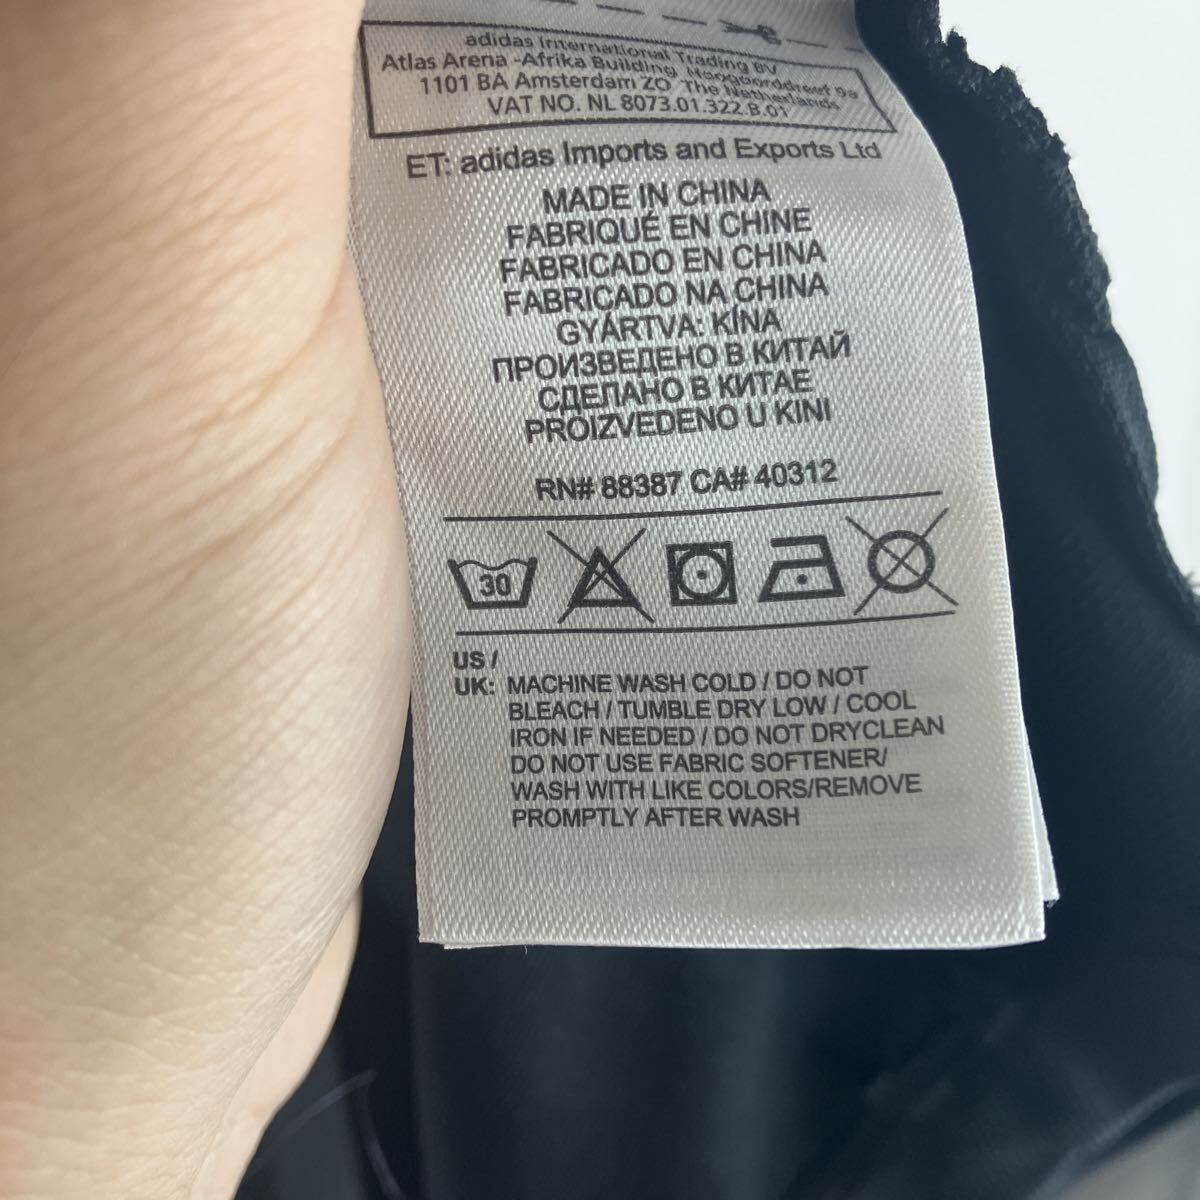 adidas International Trading BV
Atlas Arena -Afrika Building, Hoogoorddreef 9a
1101 BA Amsterdam ZO The Netherlands
VAT NO. NL 8073.01.322.B.01
ET: adidas Imports and Exports Ltd
MADE IN CHINA
FABRIQUÉ EN CHINE
FABRICADO EN CHINA
FABRICADO NA CHINA
GYÁRTVA: KÍNA
ПРОИЗВЕДЕНО В КИТАЙ
СДЕЛАНО В КИТАЕ
PROIZVEDENO U KINI
RN# 88387 CA# 40312
30
US /
UK: MACHINE WASH COLD / DO NOT
BLEACH / TUMBLE DRY LOW / COOL
IRON IF NEEDED / DO NOT DRYCLEAN
DO NOT USE FABRIC SOFTENER/
WASH WITH LIKE COLORS/REMOVE
PROMPTLY AFTER WASH